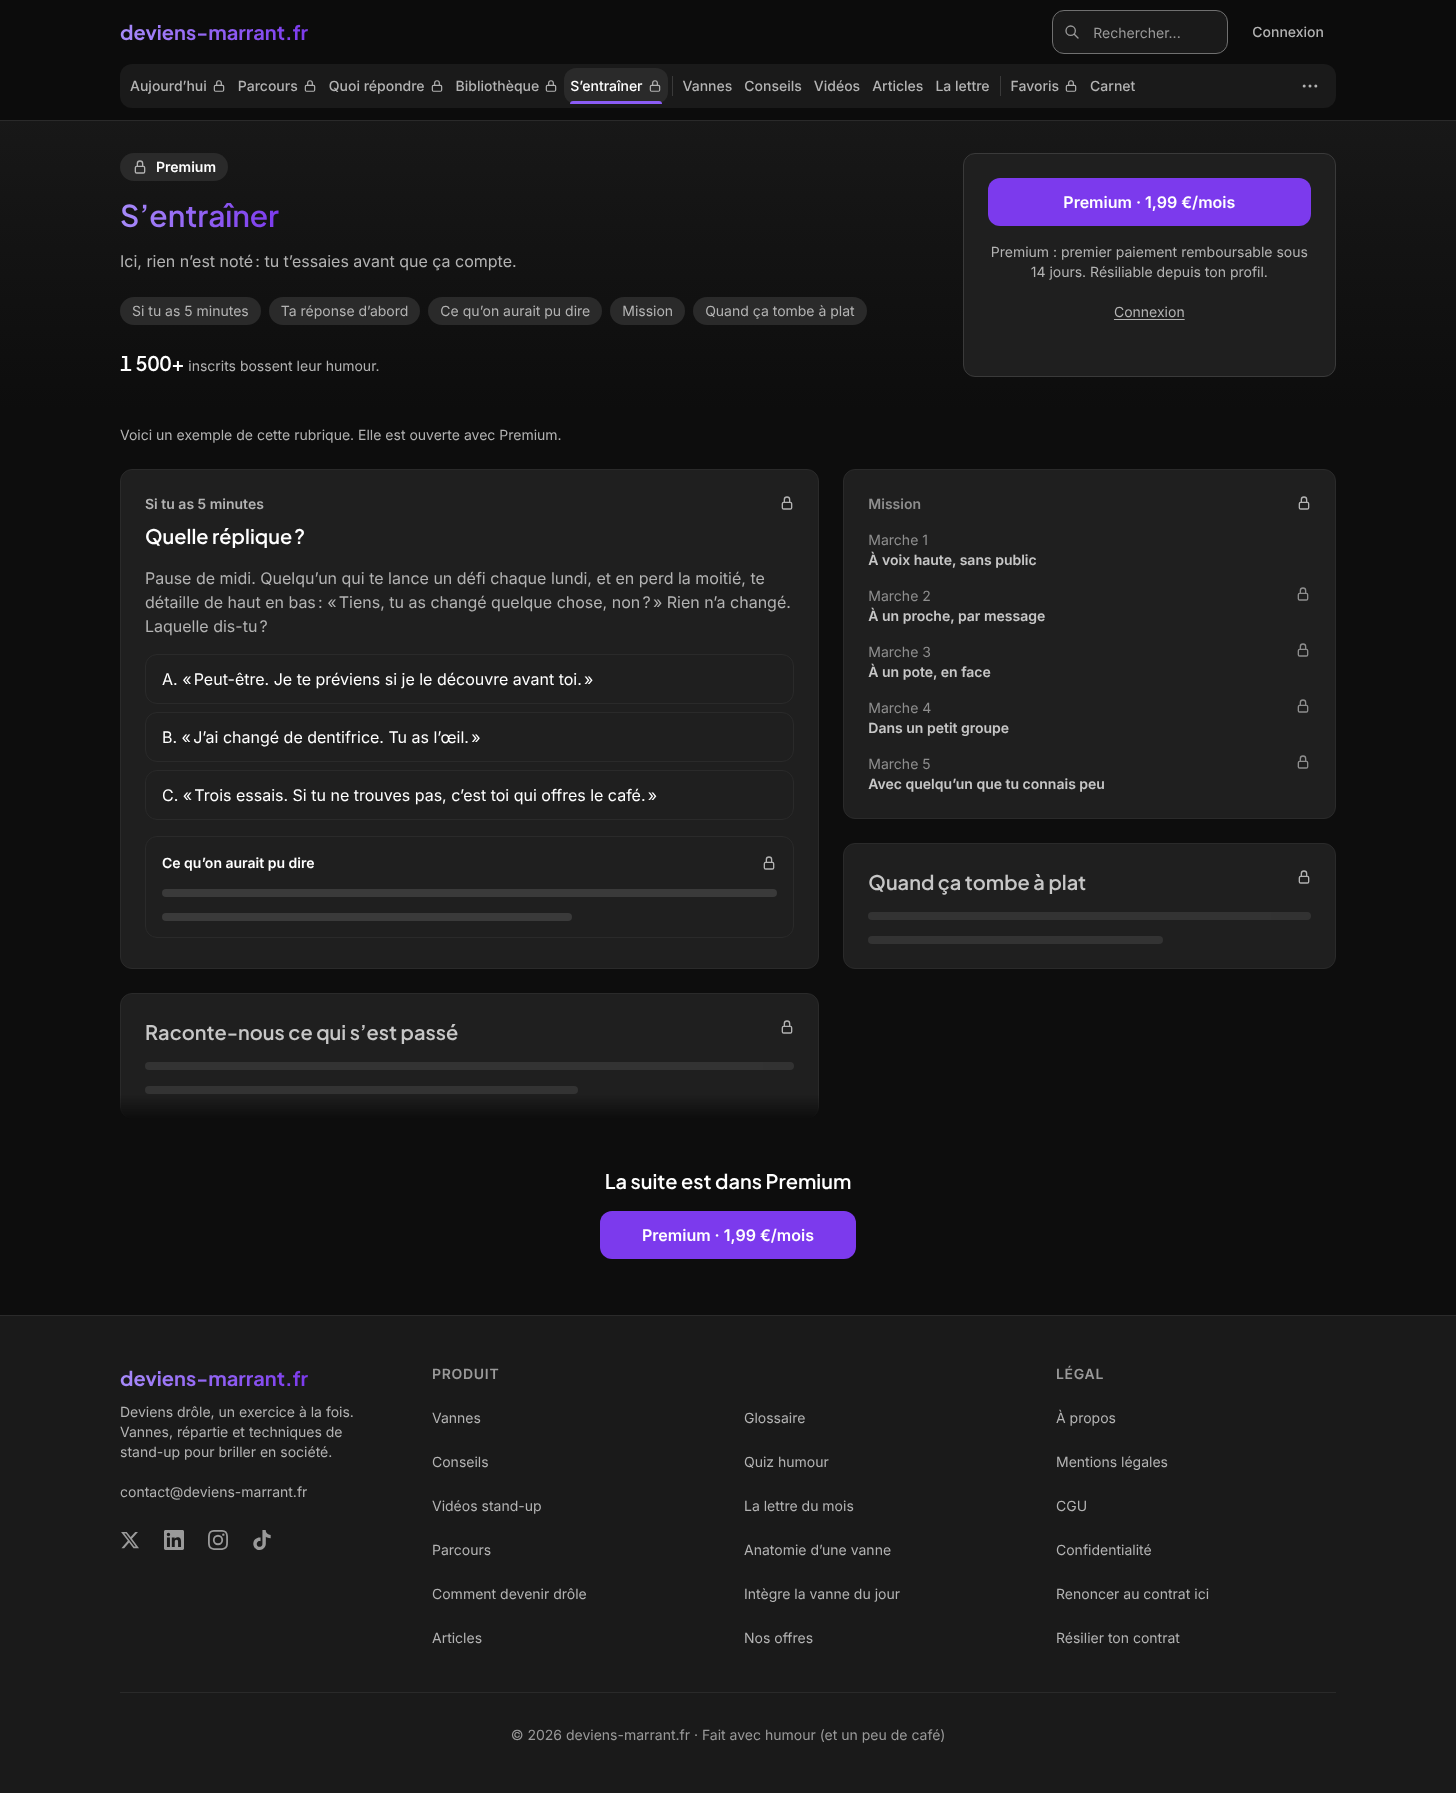 deviens-marrant.fr
Rechercher...
Connexion
Aujourd’hui
Parcours
Quoi répondre
Bibliothèque
S’entraîner
Vannes
Conseils
Vidéos
Articles
La lettre
Favoris
Carnet
Premium
S’entraîner
Ici, rien n’est noté : tu t’essaies avant que ça compte.
Si tu as 5 minutes
Ta réponse d’abord
Ce qu’on aurait pu dire
Mission
Quand ça tombe à plat
1 500+ inscrits bossent leur humour.
Premium · 1,99 €/mois
Premium : premier paiement remboursable sous
14 jours. Résiliable depuis ton profil.
Connexion
Voici un exemple de cette rubrique. Elle est ouverte avec Premium.
Si tu as 5 minutes
Quelle réplique ?
Pause de midi. Quelqu’un qui te lance un défi chaque lundi, et en perd la moitié, te
détaille de haut en bas : « Tiens, tu as changé quelque chose, non ? » Rien n’a changé.
Laquelle dis-tu ?
A. « Peut-être. Je te préviens si je le découvre avant toi. »
B. « J’ai changé de dentifrice. Tu as l’œil. »
C. « Trois essais. Si tu ne trouves pas, c’est toi qui offres le café. »
Ce qu’on aurait pu dire
Mission
Marche 1
À voix haute, sans public
Marche 2
À un proche, par message
Marche 3
À un pote, en face
Marche 4
Dans un petit groupe
Marche 5
Avec quelqu’un que tu connais peu
Quand ça tombe à plat
Raconte-nous ce qui s’est passé
La suite est dans Premium
Premium · 1,99 €/mois
deviens-marrant.fr
Deviens drôle, un exercice à la fois.
Vannes, répartie et techniques de
stand-up pour briller en société.
contact@deviens-marrant.fr
PRODUIT
Vannes
Conseils
Vidéos stand-up
Parcours
Comment devenir drôle
Articles
Glossaire
Quiz humour
La lettre du mois
Anatomie d’une vanne
Intègre la vanne du jour
Nos offres
LÉGAL
À propos
Mentions légales
CGU
Confidentialité
Renoncer au contrat ici
Résilier ton contrat
© 2026 deviens-marrant.fr · Fait avec humour (et un peu de café)